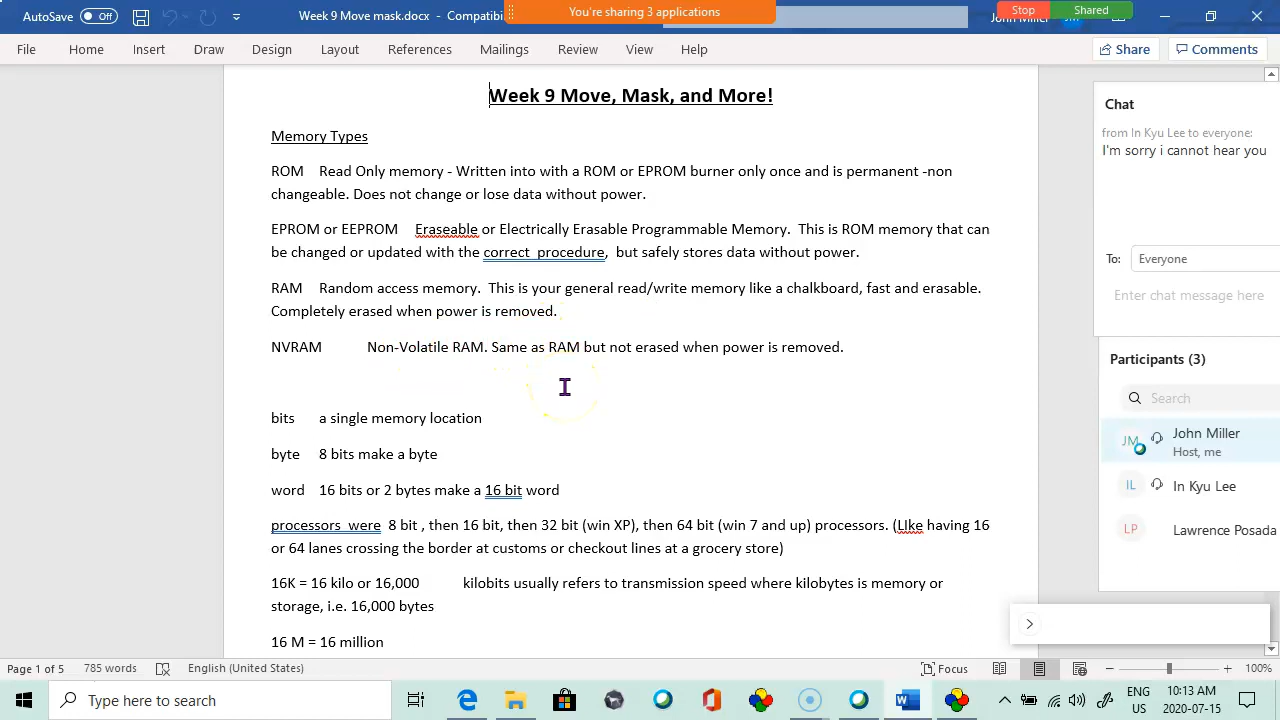 AutoSave Off Week 9 Move mask.docx - Compatibi You're sharing 3 applications John Miller Stop Shared
File Home Insert Draw Design Layout References Mailings Review View Help Share Comments
Week 9 Move, Mask, and More!
Memory Types
ROM Read Only memory - Written into with a ROM or EPROM burner only once and is permanent -non
changeable. Does not change or lose data without power.
EPROM or EEPROM Eraseable or Electrically Erasable Programmable Memory. This is ROM memory that can
be changed or updated with the correct procedure, but safely stores data without power.
RAM Random access memory. This is your general read/write memory like a chalkboard, fast and erasable.
Completely erased when power is removed.
NVRAM Non-Volatile RAM. Same as RAM but not erased when power is removed.
bits a single memory location
byte 8 bits make a byte
word 16 bits or 2 bytes make a 16 bit word
processors were 8 bit , then 16 bit, then 32 bit (win XP), then 64 bit (win 7 and up) processors. (LIke having 16
or 64 lanes crossing the border at customs or checkout lines at a grocery store)
16K = 16 kilo or 16,000 kilobits usually refers to transmission speed where kilobytes is memory or
storage, i.e. 16,000 bytes
16 M = 16 million
Chat
from In Kyu Lee to everyone:
I'm sorry i cannot hear you
To: Everyone
Enter chat message here
Participants (3)
Search
JM John Miller
Host, me
IL In Kyu Lee
LP Lawrence Posada
Page 1 of 5 785 words English (United States) Focus 100%
Type here to search ENG 10:13 AM
US 2020-07-15